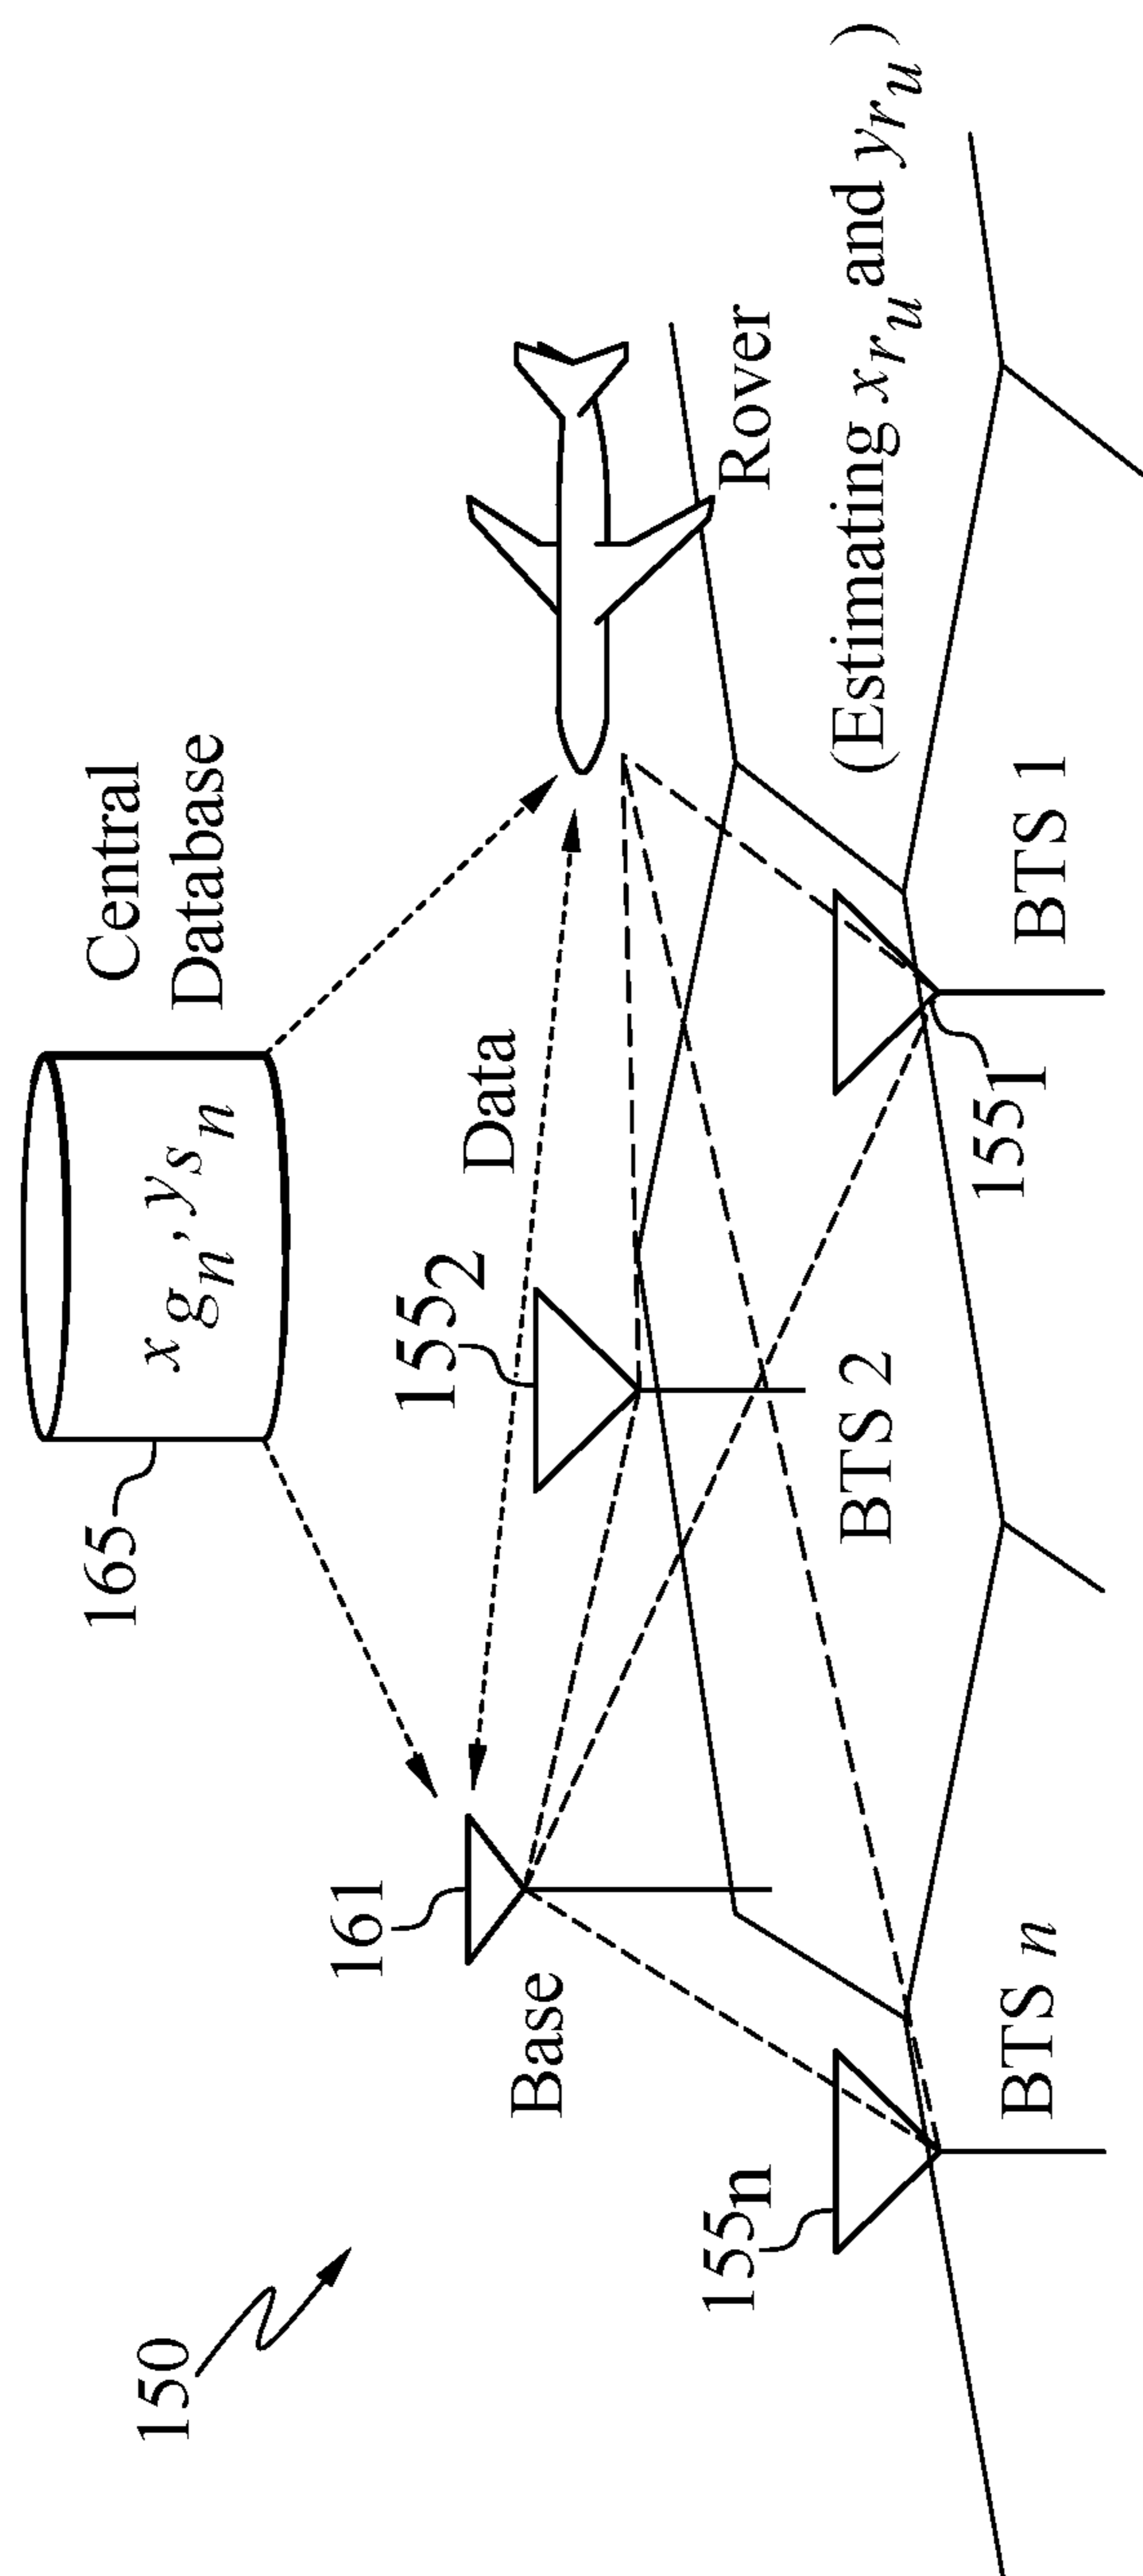 150
165
x_{g_n}, y_{s_n}
Central
Database
161
Base
155_2
Data
Rover
155_n
BTS n
BTS 2
155_1
BTS 1
(Estimating x_{r_u} and y_{r_u})